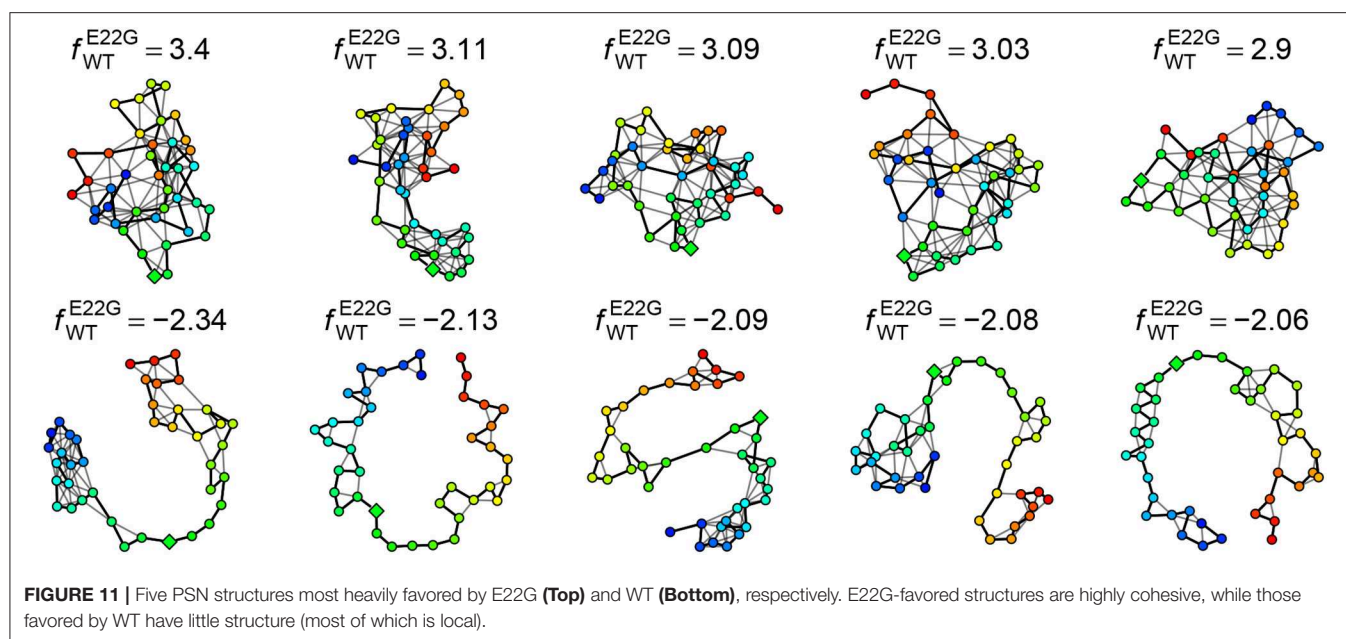 f_WT^E22G = 3.4 f_WT^E22G = 3.11 f_WT^E22G = 3.09 f_WT^E22G = 3.03 f_WT^E22G = 2.9
f_WT^E22G = −2.34 f_WT^E22G = −2.13 f_WT^E22G = −2.09 f_WT^E22G = −2.08 f_WT^E22G = −2.06
FIGURE 11 | Five PSN structures most heavily favored by E22G (Top) and WT (Bottom), respectively. E22G-favored structures are highly cohesive, while those
favored by WT have little structure (most of which is local).